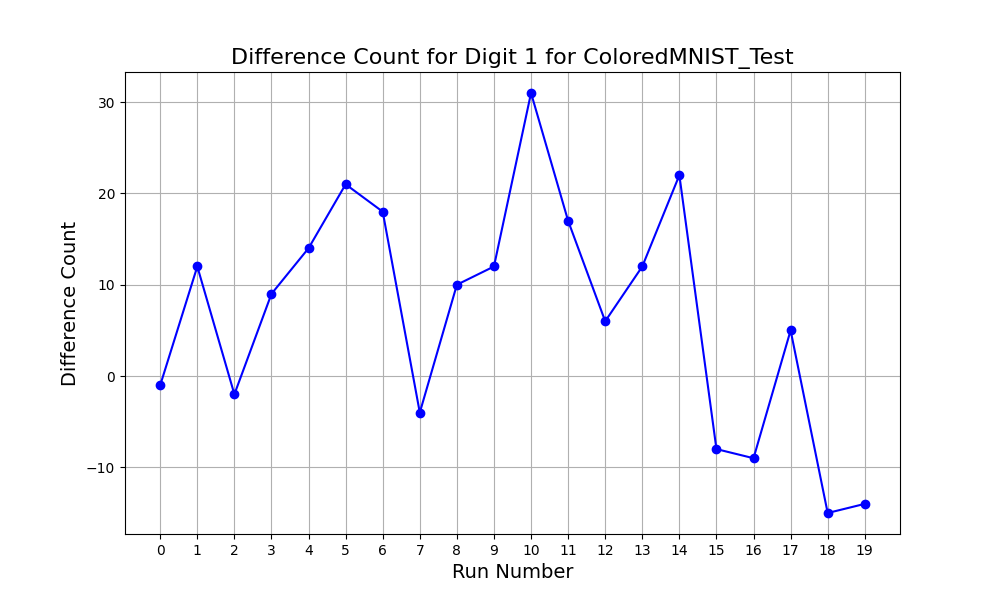 Difference Count for Digit 1 for ColoredMNIST_Test
Difference Count
30
20
10
0
−10
0 1 2 3 4 5 6 7 8 9 10 11 12 13 14 15 16 17 18 19
Run Number